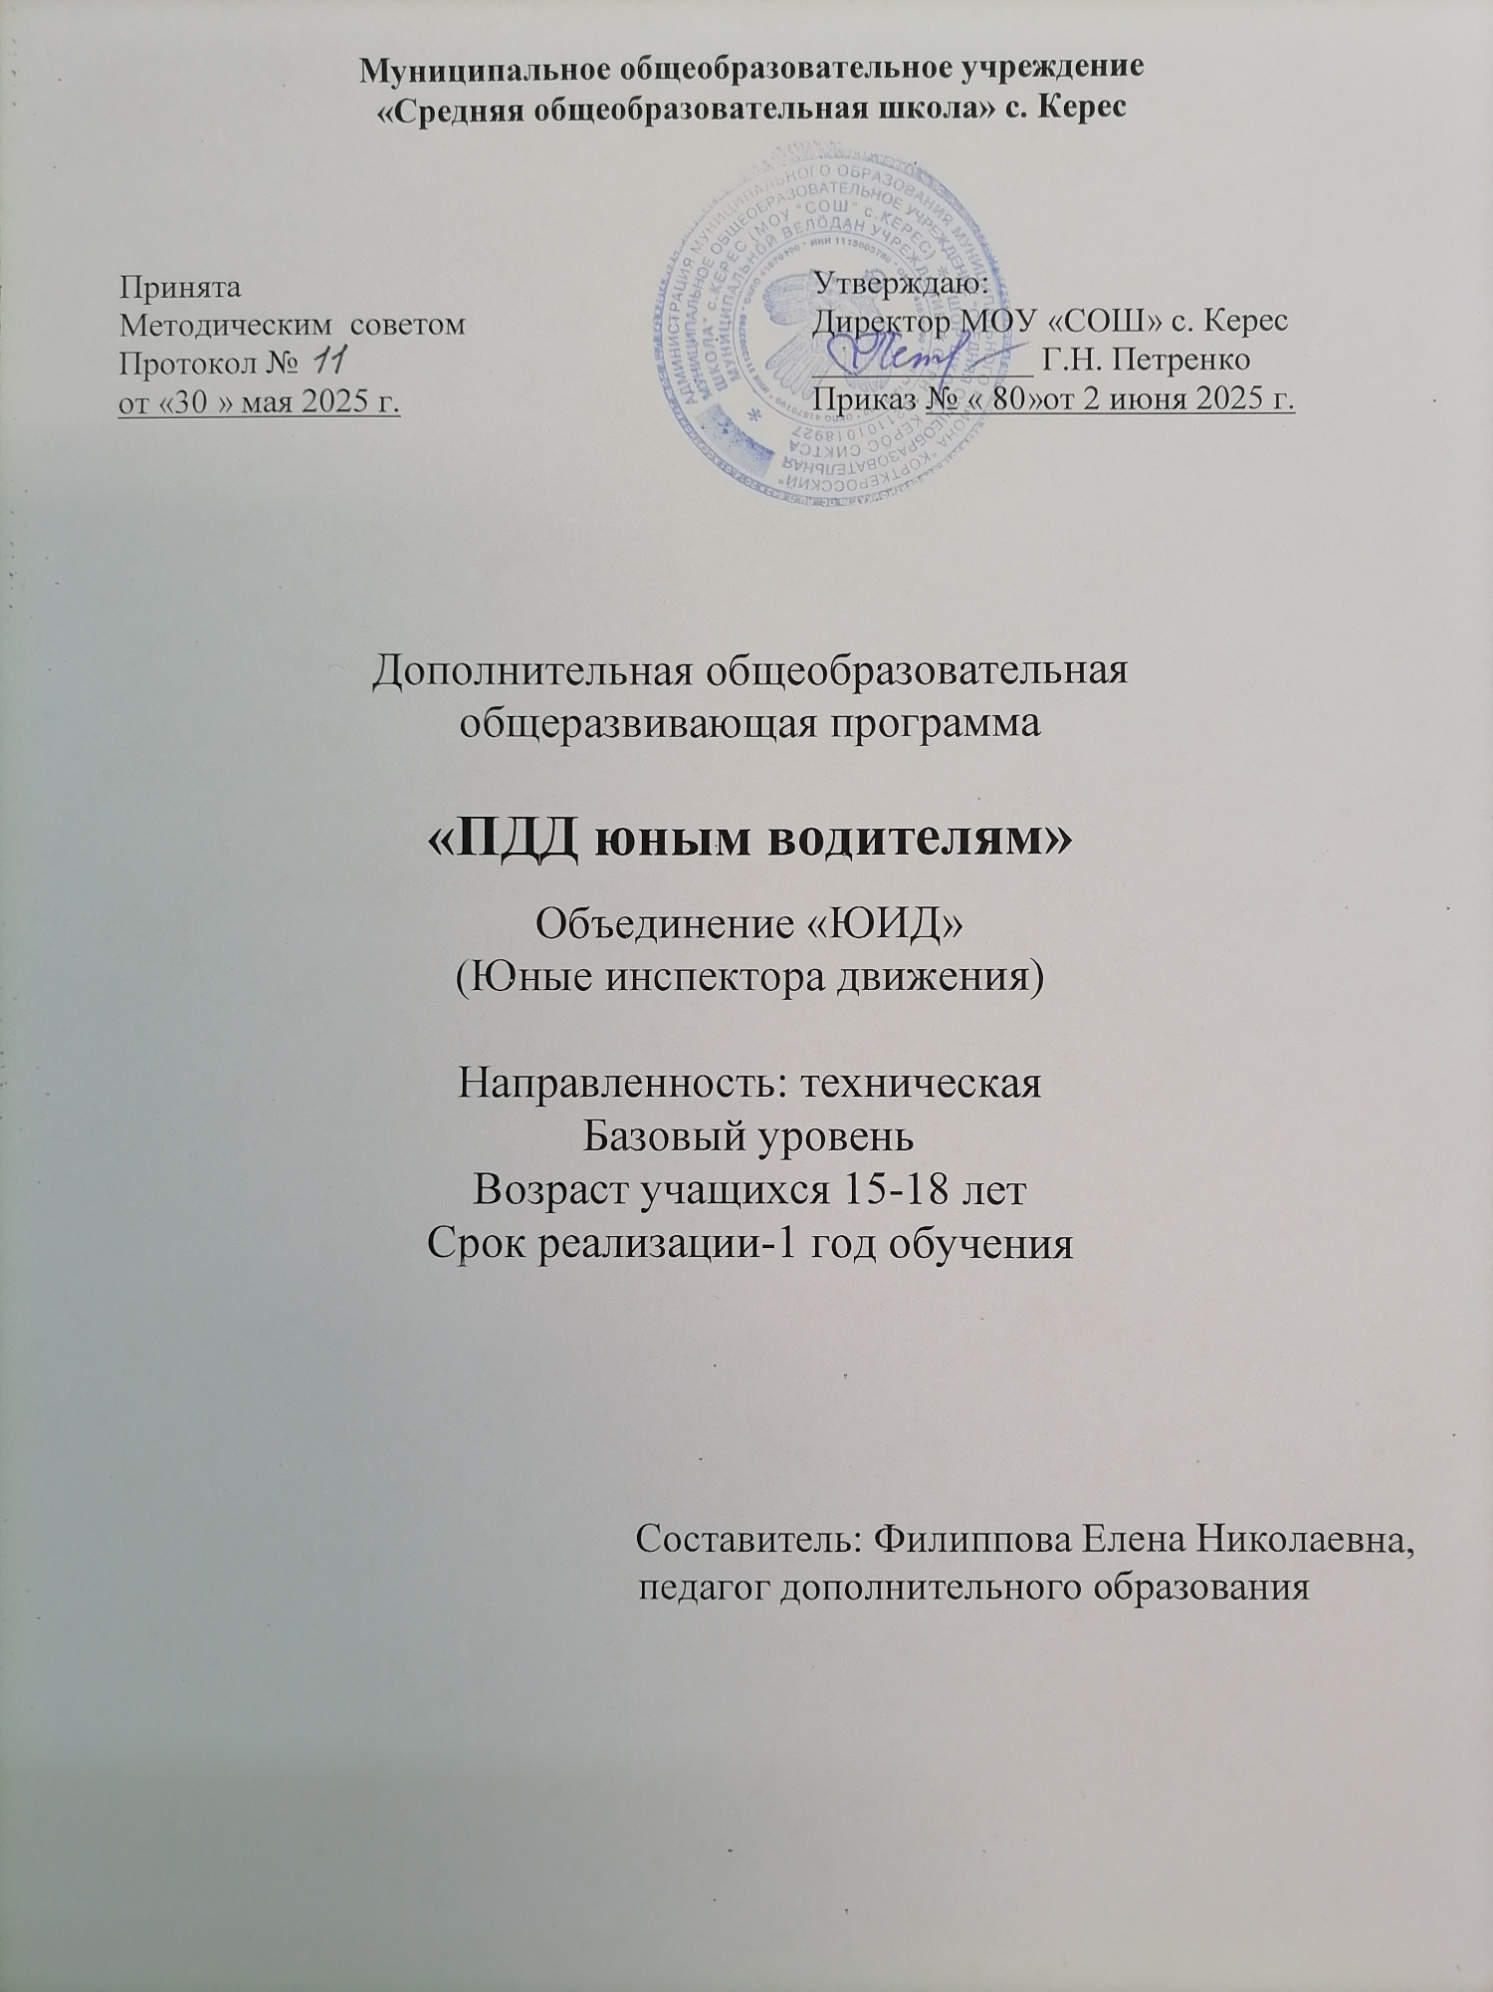 Муниципальное общеобразовательное учреждение
«Средняя общеобразовательная школа» с. Керес
Принята
Методическим советом
Протокол № 11
от «30 » мая 2025 г.
Утверждаю:
Директор МОУ «СОШ» с. Керес
Г.Н. Петренко
Приказ № « 80»от 2 июня 2025 г.
Дополнительная общеобразовательная
общеразвивающая программа
«ПДД юным водителям»
Объединение «ЮИД»
(Юные инспектора движения)
Направленность: техническая
Базовый уровень
Возраст учащихся 15-18 лет
Срок реализации-1 год обучения
Составитель: Филиппова Елена Николаевна,
педагог дополнительного образования